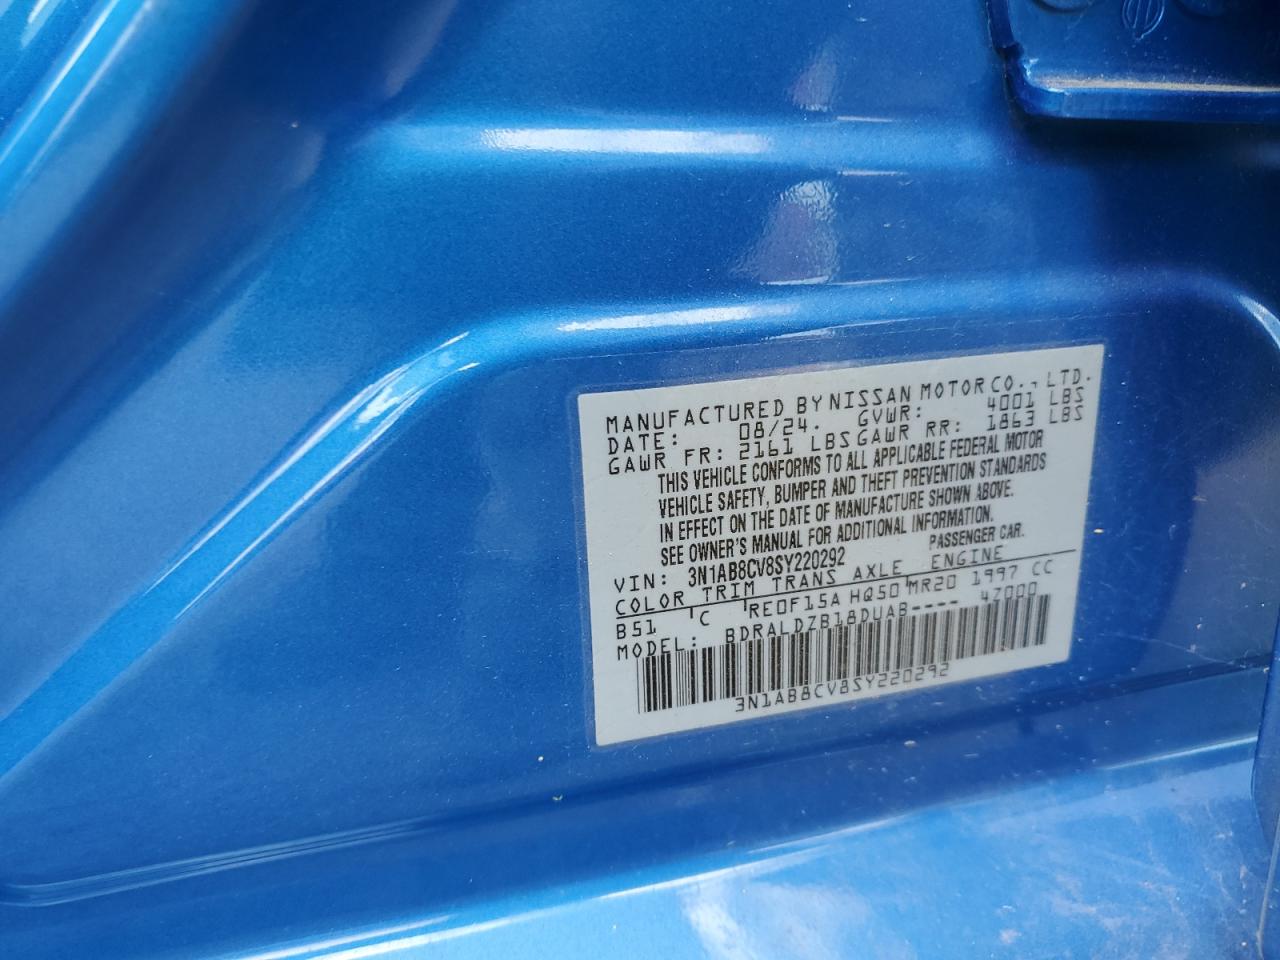 MANUFACTURED BY NISSAN MOTOR CO., LTD.
DATE: 08/24. GVWR: 4001 LBS
GAWR FR: 2161 LBS GAWR RR: 1863 LBS
THIS VEHICLE CONFORMS TO ALL APPLICABLE FEDERAL MOTOR
VEHICLE SAFETY, BUMPER AND THEFT PREVENTION STANDARDS
IN EFFECT ON THE DATE OF MANUFACTURE SHOWN ABOVE.
SEE OWNER'S MANUAL FOR ADDITIONAL INFORMATION.
PASSENGER CAR.
VIN: 3N1AB8CV8SY220292
COLOR TRIM TRANS AXLE ENGINE
B51 C RE0F15A HQ50 MR20 1997 CC
MODEL: BDRALDZB18DUAB---- 4Z000
3N1AB8CV8SY220292